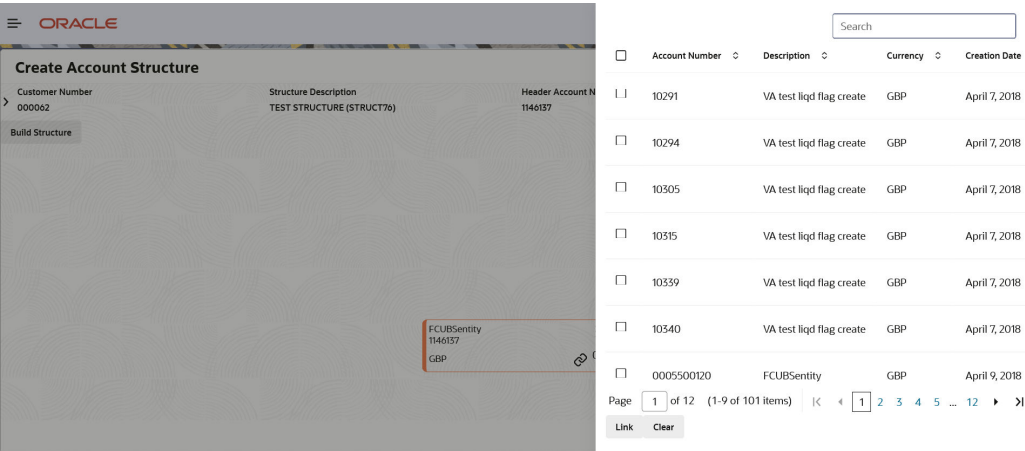 ORACLE
Create Account Structure
Customer Number Structure Description Header Account N
000062 TEST STRUCTURE (STRUCT76) 1146137
Build Structure
FCUBSentity
1146137
GBP
Search
Account Number Description Currency Creation Date
10291 VA test liqd flag create GBP April 7, 2018
10294 VA test liqd flag create GBP April 7, 2018
10305 VA test liqd flag create GBP April 7, 2018
10315 VA test liqd flag create GBP April 7, 2018
10339 VA test liqd flag create GBP April 7, 2018
10340 VA test liqd flag create GBP April 7, 2018
0005500120 FCUBSentity GBP April 9, 2018
Page 1 of 12 (1-9 of 101 items) 1 2 3 4 5 ... 12
Link Clear